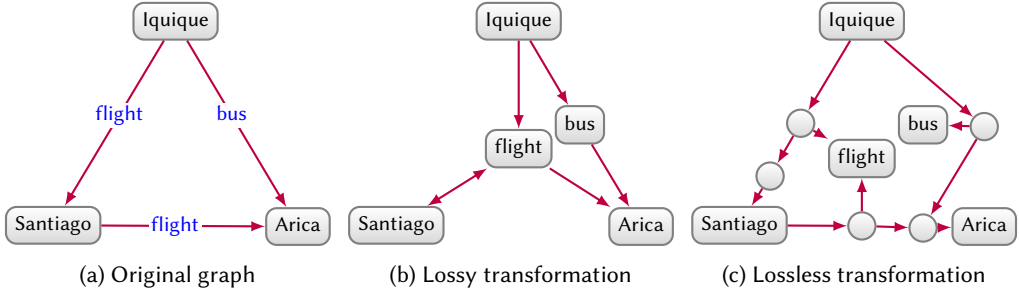 Iquique
flight
bus
Santiago
flight
Arica
(a) Original graph
Iquique
bus
flight
Santiago
Arica
(b) Lossy transformation
Iquique
bus
flight
Santiago
Arica
(c) Lossless transformation